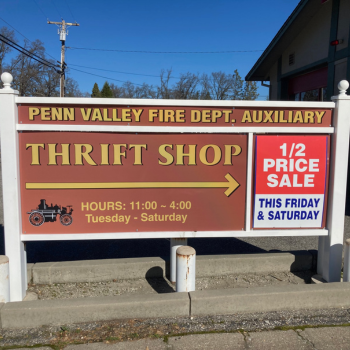 PENN VALLEY FIRE DEPT. AUXILIARY
THRIFT SHOP
HOURS: 11:00 ~ 4:00
Tuesday - Saturday
1/2
PRICE
SALE
THIS FRIDAY
& SATURDAY